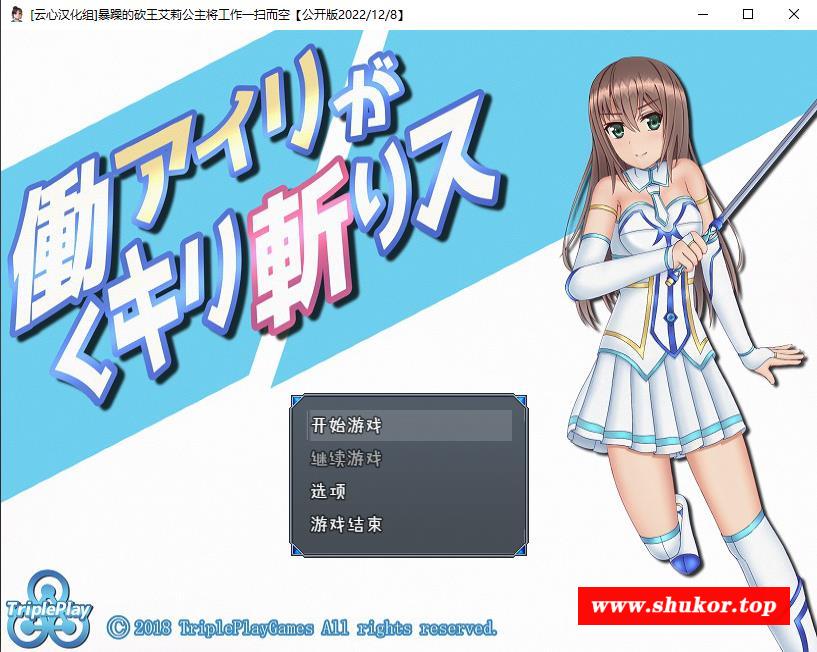 [云心汉化组]暴躁的砍王艾莉公主将工作一扫而空【公开版2022/12/8】
アイリが
働くキリ斬りス
开始游戏
继续游戏
选项
游戏结束
TriplePlay
© 2018 TriplePlayGames All rights reserved.
www.shukor.top